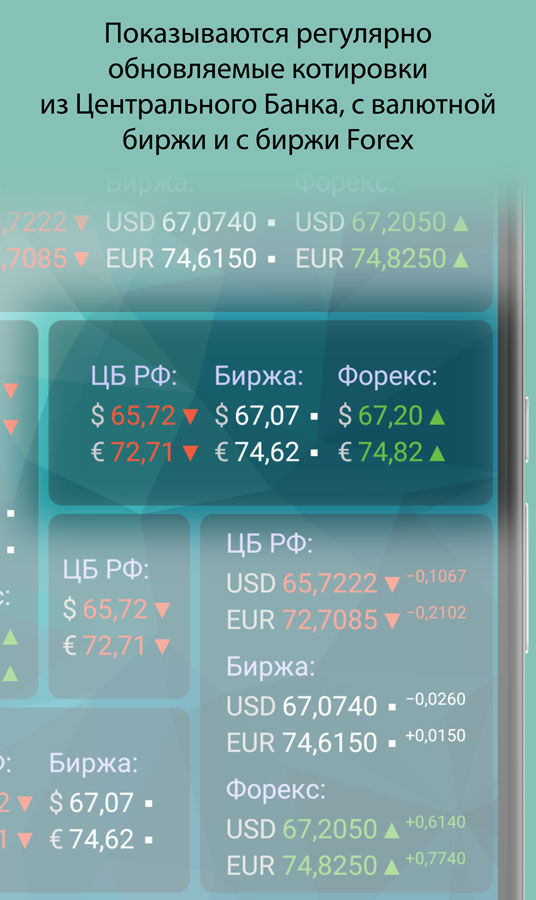 Показываются регулярно
обновляемые котировки
из Центрального Банка, с валютной
биржи и с биржи Forex
Биржа: Форекс:
,7222 ▼ USD 67,0740 ▪ USD 67,2050 ▲
,7085 ▼ EUR 74,6150 ▪ EUR 74,8250 ▲
ЦБ РФ: Биржа: Форекс:
$ 65,72 ▼ $ 67,07 ▪ $ 67,20 ▲
€ 72,71 ▼ € 74,62 ▪ € 74,82 ▲
ЦБ РФ:
$ 65,72 ▼
€ 72,71 ▼
ЦБ РФ:
USD 65,7222 ▼ −0,1067
EUR 72,7085 ▼ −0,2102
Биржа:
USD 67,0740 ▪ −0,0260
EUR 74,6150 ▪ +0,0150
Форекс:
USD 67,2050 ▲ +0,6140
EUR 74,8250 ▲ +0,7740
Биржа:
2 ▼ $ 67,07 ▪
1 ▼ € 74,62 ▪